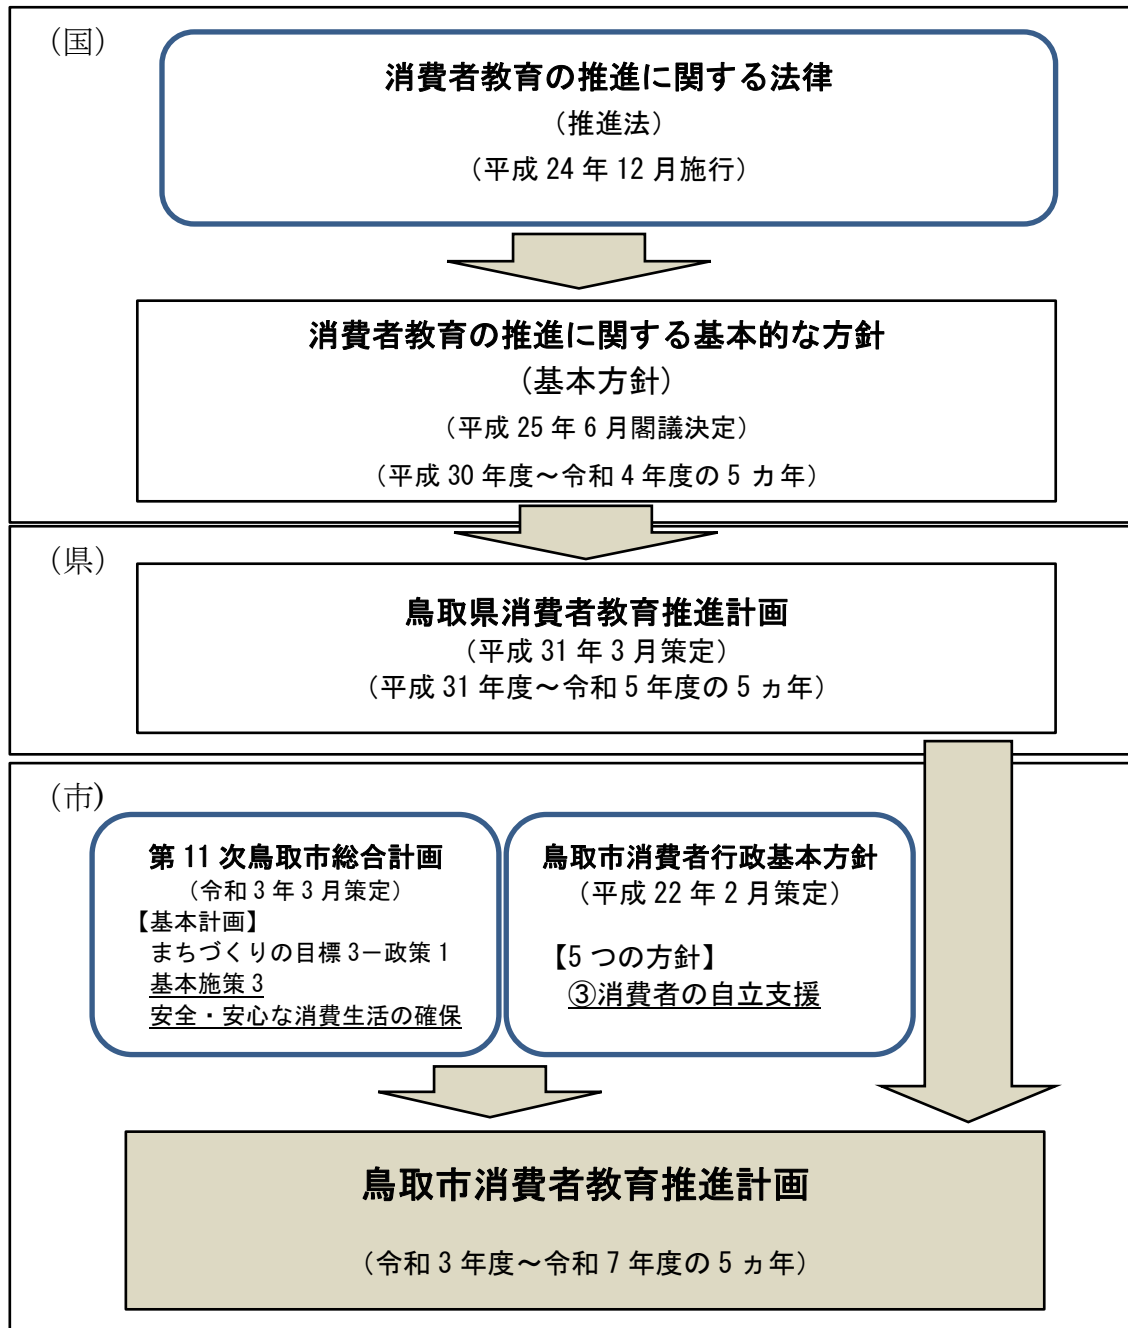 （国）
消費者教育の推進に関する法律
（推進法）
（平成 24 年 12 月施行）
消費者教育の推進に関する基本的な方針
（基本方針）
（平成 25 年 6 月閣議決定）
（平成 30 年度～令和 4 年度の 5 カ年）
（県）
鳥取県消費者教育推進計画
（平成 31 年 3 月策定）
（平成 31 年度～令和 5 年度の 5 ヵ年）
（市）
第 11 次鳥取市総合計画
（令和 3 年 3 月策定）
【基本計画】
まちづくりの目標 3－政策 1
基本施策 3
安全・安心な消費生活の確保
鳥取市消費者行政基本方針
（平成 22 年 2 月策定）
【5 つの方針】
③消費者の自立支援
鳥取市消費者教育推進計画
（令和 3 年度～令和 7 年度の 5 ヵ年）